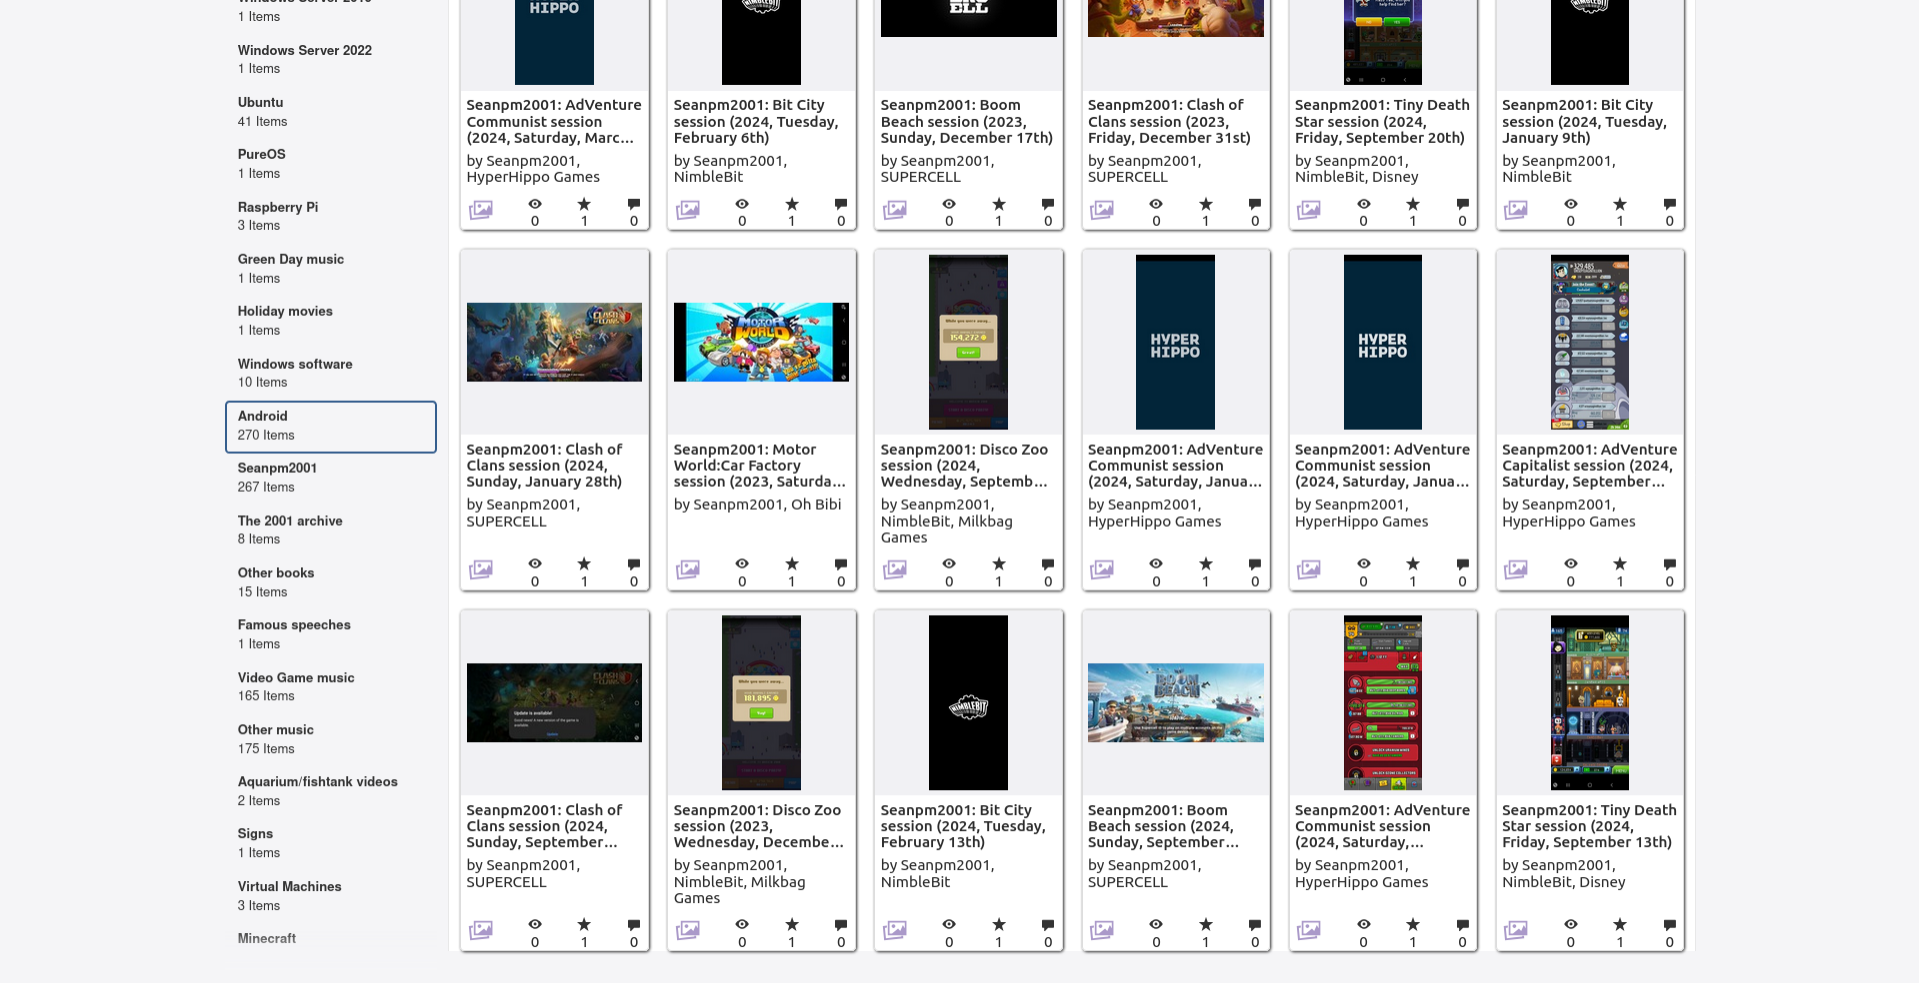 1 Items
Windows Server 2022
1 Items
Ubuntu
41 Items
PureOS
1 Items
Raspberry Pi
3 Items
Green Day music
1 Items
Holiday movies
1 Items
Windows software
10 Items
Android
270 Items
Seanpm2001
267 Items
The 2001 archive
8 Items
Other books
15 Items
Famous speeches
1 Items
Video Game music
165 Items
Other music
175 Items
Aquarium/fishtank videos
2 Items
Signs
1 Items
Virtual Machines
3 Items
Minecraft
HIPPO
ELL
Seanpm2001: AdVenture
Communist session
(2024, Saturday, Marc...
by Seanpm2001,
HyperHippo Games
0 1 0
Seanpm2001: Bit City
session (2024, Tuesday,
February 6th)
by Seanpm2001,
NimbleBit
0 1 0
Seanpm2001: Boom
Beach session (2023,
Sunday, December 17th)
by Seanpm2001,
SUPERCELL
0 1 0
Seanpm2001: Clash of
Clans session (2023,
Friday, December 31st)
by Seanpm2001,
SUPERCELL
0 1 0
Seanpm2001: Tiny Death
Star session (2024,
Friday, September 20th)
by Seanpm2001,
NimbleBit, Disney
0 1 0
Seanpm2001: Bit City
session (2024, Tuesday,
January 9th)
by Seanpm2001,
NimbleBit
0 1 0
Seanpm2001: Clash of
Clans session (2024,
Sunday, January 28th)
by Seanpm2001,
SUPERCELL
0 1 0
MOTOR
WORLD
Seanpm2001: Motor
World:Car Factory
session (2023, Saturda...
by Seanpm2001, Oh Bibi
0 1 0
While you were away...
154,272
Seanpm2001: Disco Zoo
session (2024,
Wednesday, Septemb...
by Seanpm2001,
NimbleBit, Milkbag
Games
0 1 0
HYPER
HIPPO
Seanpm2001: AdVenture
Communist session
(2024, Saturday, Janua...
by Seanpm2001,
HyperHippo Games
0 1 0
HYPER
HIPPO
Seanpm2001: AdVenture
Communist session
(2024, Saturday, Janua...
by Seanpm2001,
HyperHippo Games
0 1 0
329.485
Seanpm2001: AdVenture
Capitalist session (2024,
Saturday, September...
by Seanpm2001,
HyperHippo Games
0 1 0
CLASH
Update is available!
Seanpm2001: Clash of
Clans session (2024,
Sunday, September...
by Seanpm2001,
SUPERCELL
0 1 0
While you were away...
181,895
Seanpm2001: Disco Zoo
session (2023,
Wednesday, Decembe...
by Seanpm2001,
NimbleBit, Milkbag
Games
0 1 0
NIMBLEBIT
Seanpm2001: Bit City
session (2024, Tuesday,
February 13th)
by Seanpm2001,
NimbleBit
0 1 0
BOOM
BEACH
Seanpm2001: Boom
Beach session (2024,
Sunday, September...
by Seanpm2001,
SUPERCELL
0 1 0
Seanpm2001: AdVenture
Communist session
(2024, Saturday,...
by Seanpm2001,
HyperHippo Games
0 1 0
Seanpm2001: Tiny Death
Star session (2024,
Friday, September 13th)
by Seanpm2001,
NimbleBit, Disney
0 1 0